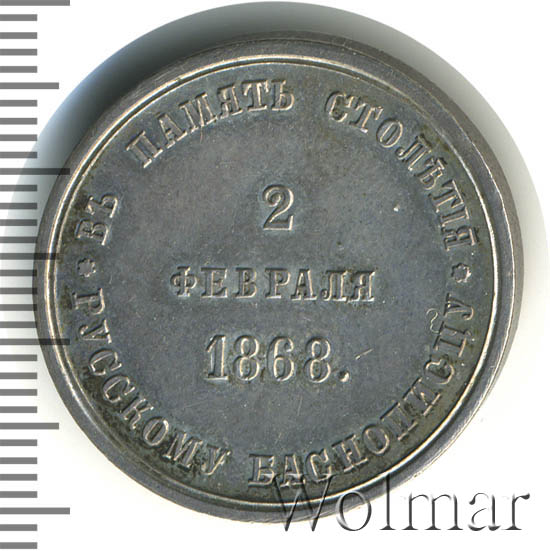 ВЪ ПАМЯТЬ СТОЛѢТІЯ
РУССКОМУ БАСНОПИСЦУ
2
ФЕВРАЛЯ
1868.
Wolmar